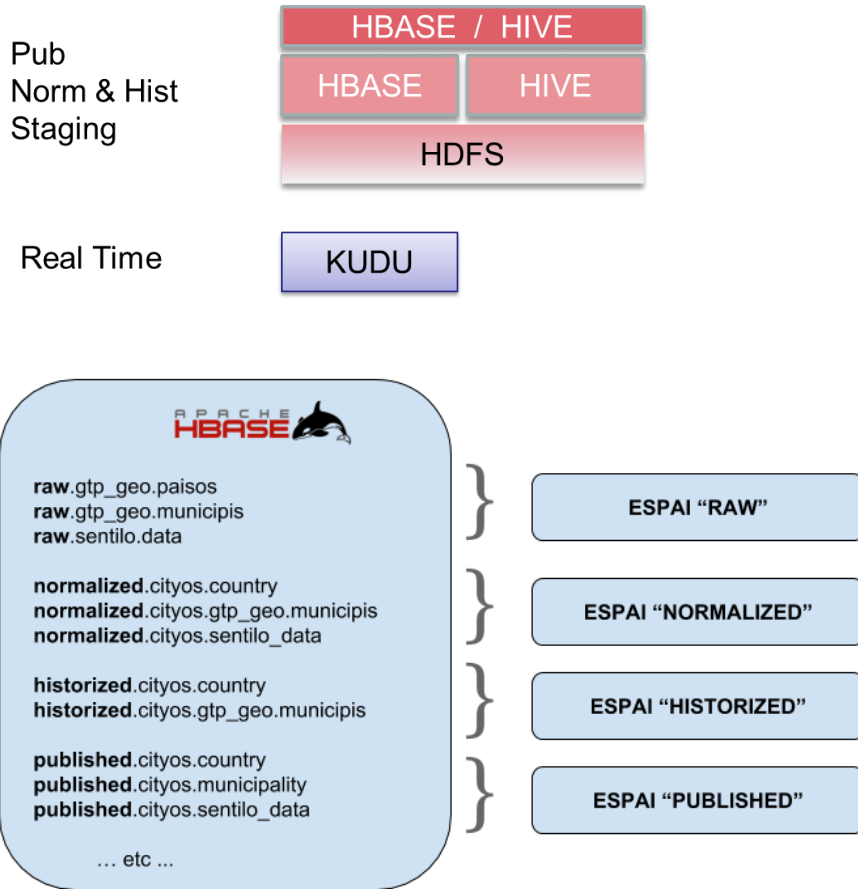 Pub
Norm & Hist
Staging
HBASE / HIVE
HBASE
HIVE
HDFS
Real Time
KUDU
APACHE
HBASE
raw.gtp_geo.paisos
raw.gtp_geo.municipis
raw.sentilo.data
}
ESPAI “RAW”
normalized.cityos.country
normalized.cityos.gtp_geo.municipis
normalized.cityos.sentilo_data
}
ESPAI “NORMALIZED”
historized.cityos.country
historized.cityos.gtp_geo.municipis
}
ESPAI “HISTORIZED”
published.cityos.country
published.cityos.municipality
published.cityos.sentilo_data
}
ESPAI “PUBLISHED”
… etc ...